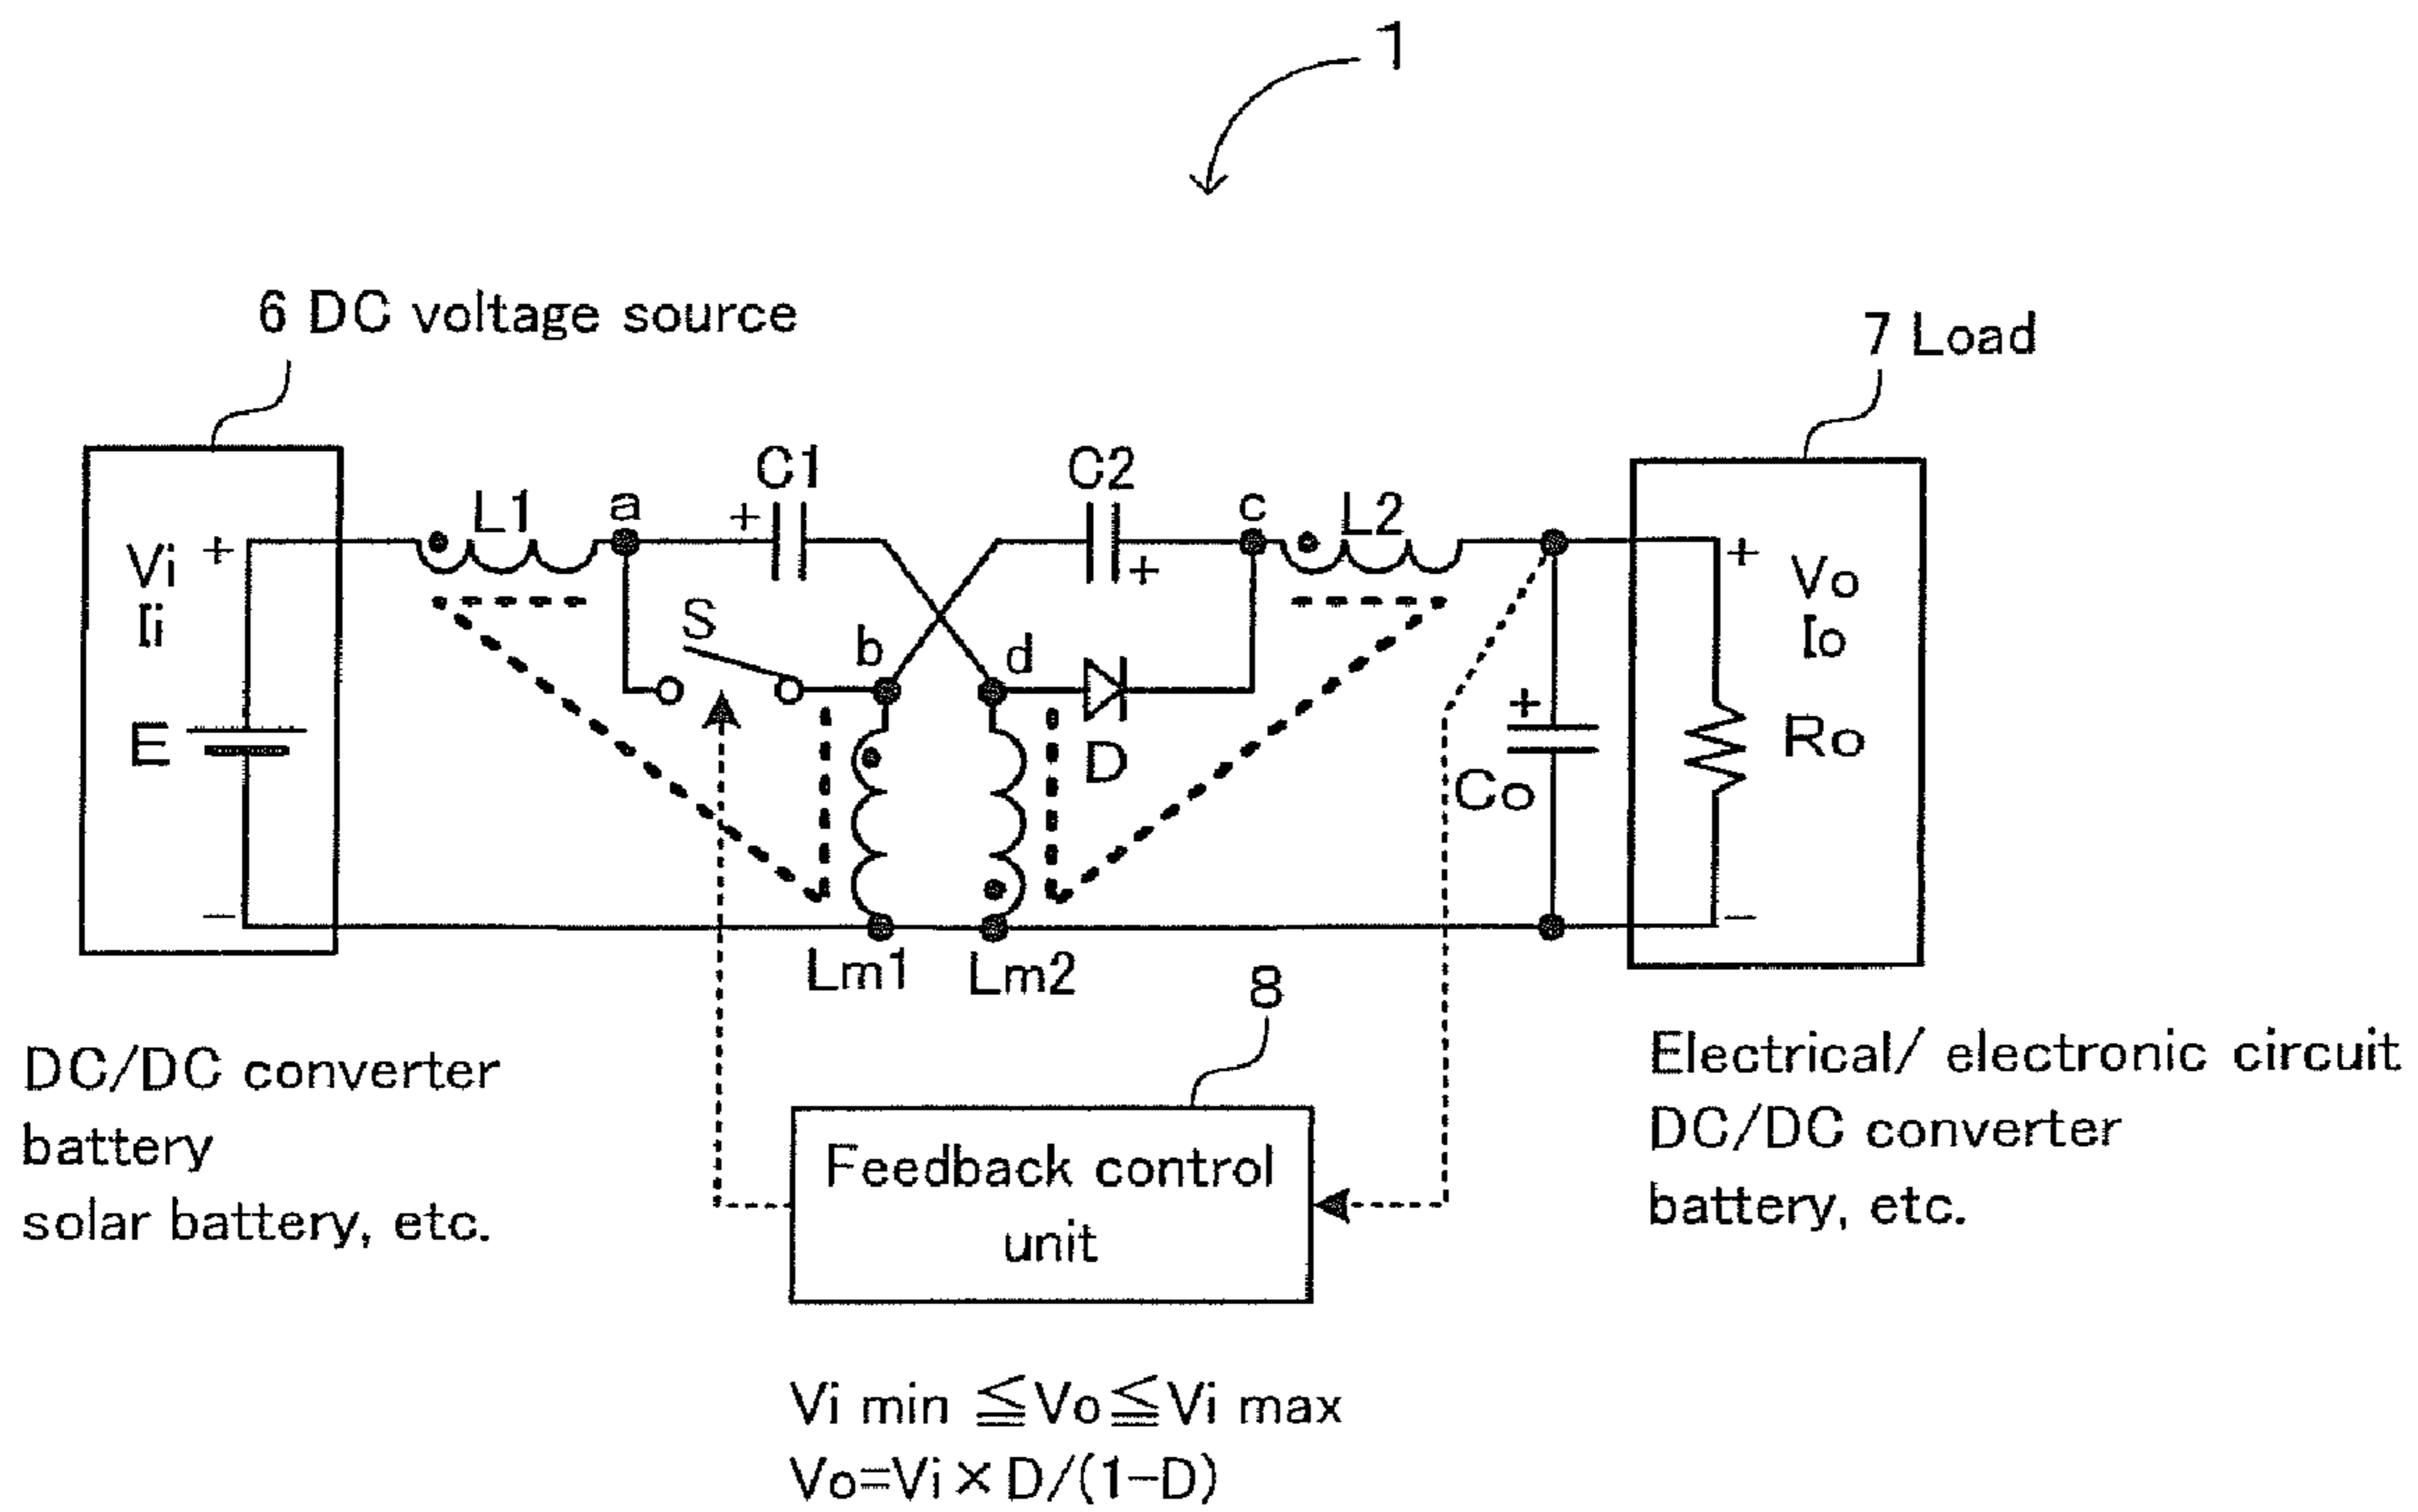 1
6 DC voltage source
7 Load
C1
C2
L1
a
c
L2
+
+
Vi
+
+
Vo
Ii
S
b
d
Io
E
D
+
Ro
Co
−
−
Lm1
Lm2
8
DC/DC converter
battery
solar battery, etc.
Feedback control
unit
Electrical/ electronic circuit
DC/DC converter
battery, etc.
Vi min ≦Vo≦Vi max
Vo=Vi×D/(1−D)